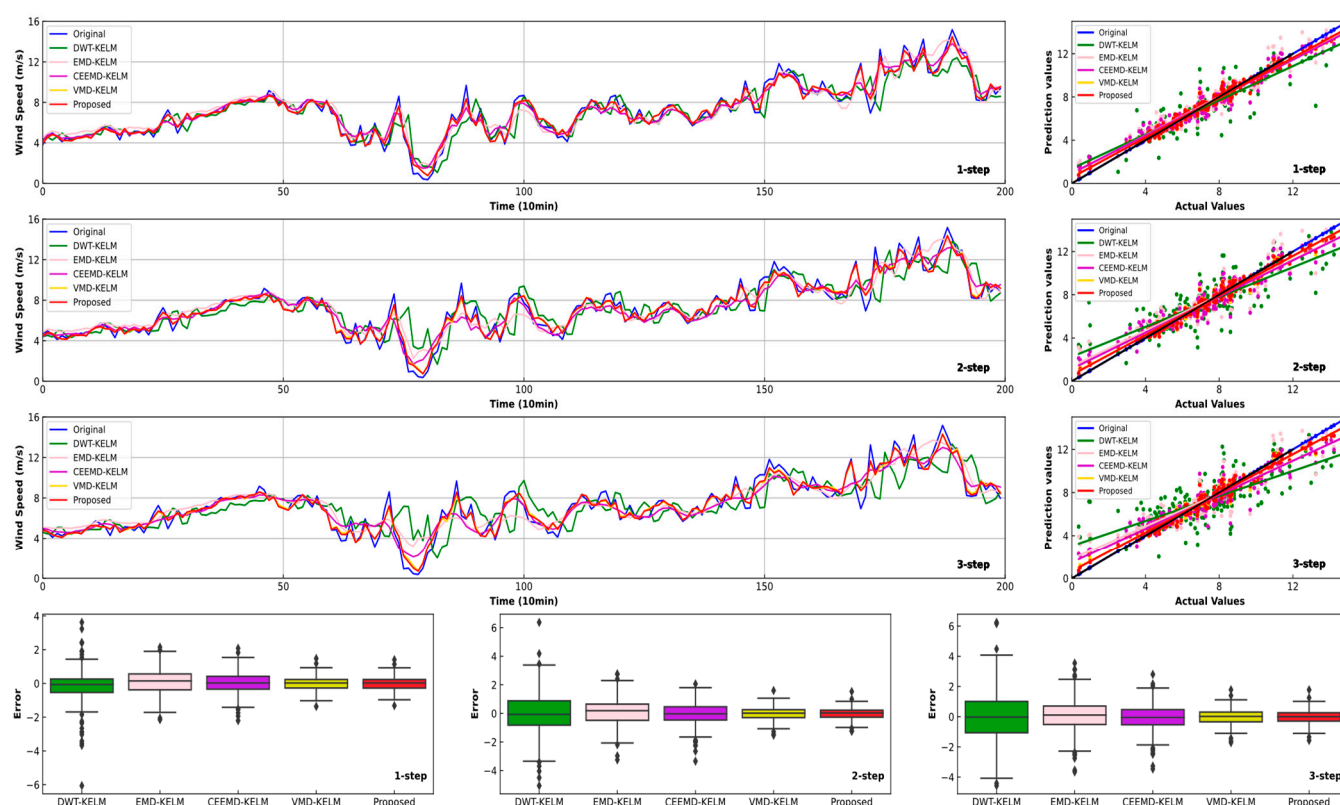 16
12
8
4
0
Wind Speed (m/s)
Original
DWT-KELM
EMD-KELM
CEEMD-KELM
VMD-KELM
Proposed
1-step
0
50
100
150
200
Time (10min)
12
8
4
0
Prediction values
Original
DWT-KELM
EMD-KELM
CEEMD-KELM
VMD-KELM
Proposed
1-step
0
4
8
12
Actual Values
16
12
8
4
0
Wind Speed (m/s)
Original
DWT-KELM
EMD-KELM
CEEMD-KELM
VMD-KELM
Proposed
2-step
0
50
100
150
200
Time (10min)
12
8
4
0
Prediction values
Original
DWT-KELM
EMD-KELM
CEEMD-KELM
VMD-KELM
Proposed
2-step
0
4
8
12
Actual Values
16
12
8
4
0
Wind Speed (m/s)
Original
DWT-KELM
EMD-KELM
CEEMD-KELM
VMD-KELM
Proposed
3-step
0
50
100
150
200
Time (10min)
12
8
4
0
Prediction values
Original
DWT-KELM
EMD-KELM
CEEMD-KELM
VMD-KELM
Proposed
3-step
0
4
8
12
Actual Values
4
2
0
−2
−4
−6
Error
1-step
DWT-KELM EMD-KELM CEEMD-KELM VMD-KELM Proposed
6
4
2
0
−2
−4
Error
2-step
DWT-KELM EMD-KELM CEEMD-KELM VMD-KELM Proposed
6
4
2
0
−2
−4
Error
3-step
DWT-KELM EMD-KELM CEEMD-KELM VMD-KELM Proposed